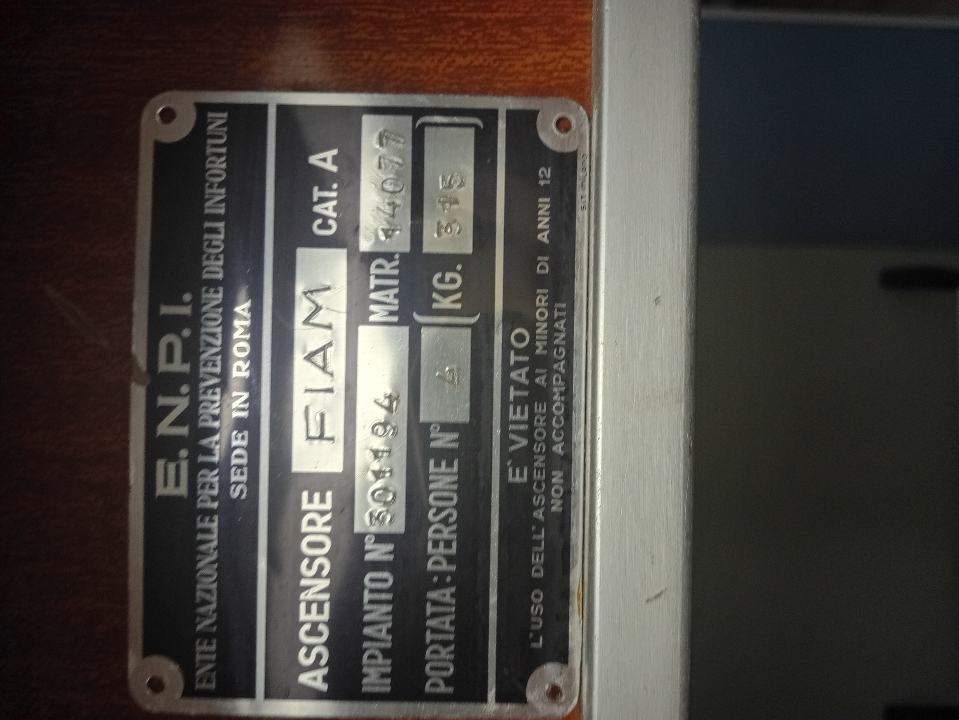 E.N.P.I.
ENTE NAZIONALE PER LA PREVENZIONE DEGLI INFORTUNI
SEDE IN ROMA
ASCENSORE FIAM CAT. A
IMPIANTO N° 301194 MATR. 14077
PORTATA: PERSONE N° 4 (KG. 315)
E' VIETATO
L'USO DELL'ASCENSORE AI MINORI DI ANNI 12
NON ACCOMPAGNATI